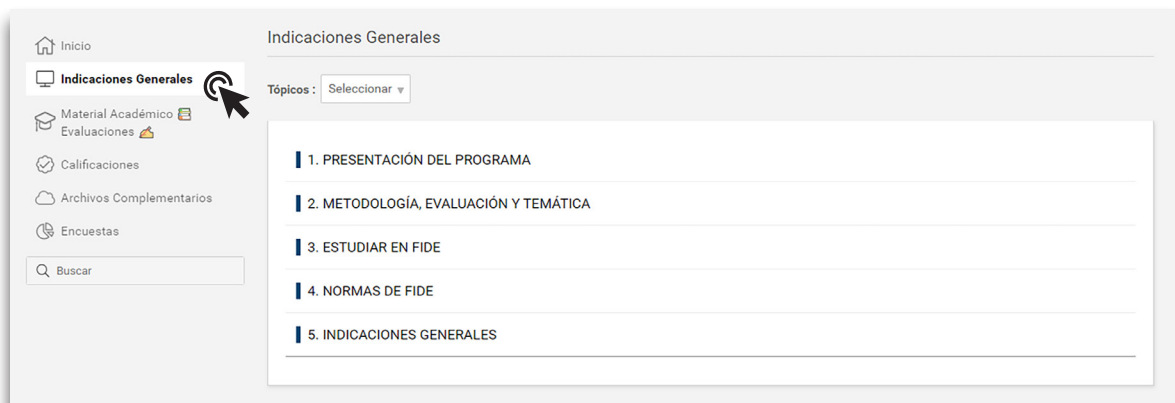 Inicio
Indicaciones Generales
Material Académico
Evaluaciones
Calificaciones
Archivos Complementarios
Encuestas
Buscar
Indicaciones Generales
Tópicos : Seleccionar
1. PRESENTACIÓN DEL PROGRAMA
2. METODOLOGÍA, EVALUACIÓN Y TEMÁTICA
3. ESTUDIAR EN FIDE
4. NORMAS DE FIDE
5. INDICACIONES GENERALES